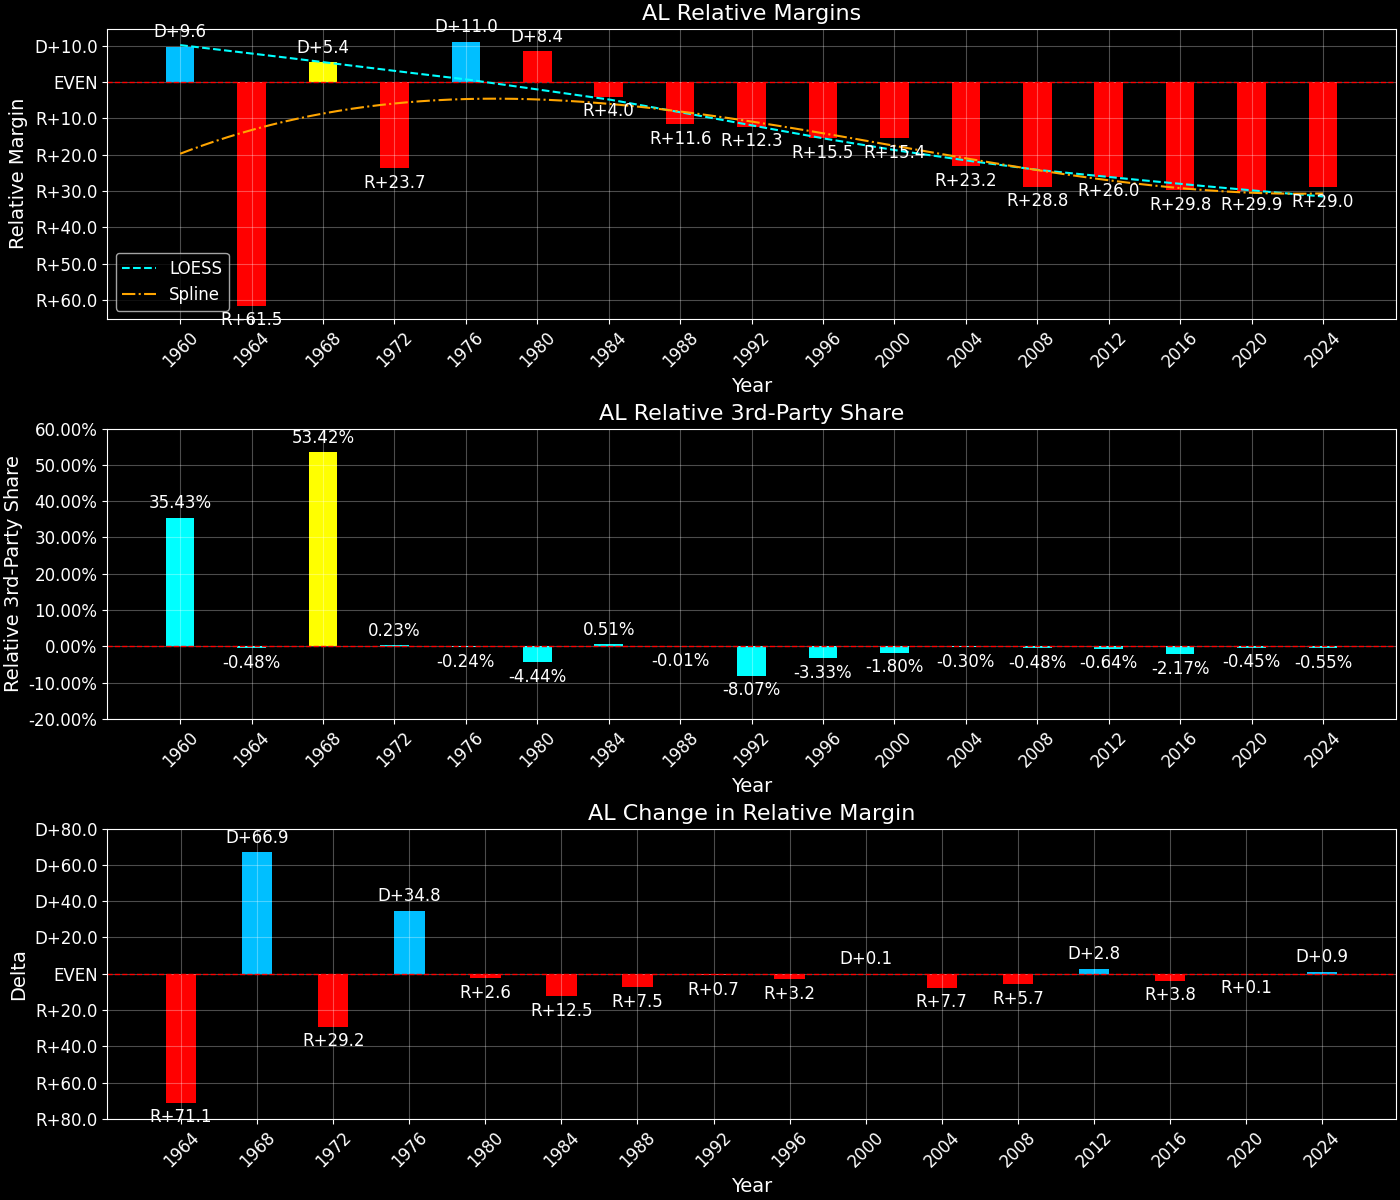 AL Relative Margins
Relative Margin
D+10.0
EVEN
R+10.0
R+20.0
R+30.0
R+40.0
R+50.0
R+60.0
D+9.6
R+61.5
D+5.4
R+23.7
D+11.0
D+8.4
R+4.0
R+11.6
R+12.3
R+15.5
R+15.4
R+23.2
R+28.8
R+26.0
R+29.8
R+29.9
R+29.0
LOESS
Spline
1960
1964
1968
1972
1976
1980
1984
1988
1992
1996
2000
2004
2008
2012
2016
2020
2024
Year
AL Relative 3rd-Party Share
Relative 3rd-Party Share
60.00%
50.00%
40.00%
30.00%
20.00%
10.00%
0.00%
-10.00%
-20.00%
35.43%
-0.48%
53.42%
0.23%
-0.24%
-4.44%
0.51%
-0.01%
-8.07%
-3.33%
-1.80%
-0.30%
-0.48%
-0.64%
-2.17%
-0.45%
-0.55%
1960
1964
1968
1972
1976
1980
1984
1988
1992
1996
2000
2004
2008
2012
2016
2020
2024
Year
AL Change in Relative Margin
Delta
D+80.0
D+60.0
D+40.0
D+20.0
EVEN
R+20.0
R+40.0
R+60.0
R+80.0
R+71.1
D+66.9
R+29.2
D+34.8
R+2.6
R+12.5
R+7.5
R+0.7
R+3.2
D+0.1
R+7.7
R+5.7
D+2.8
R+3.8
R+0.1
D+0.9
1964
1968
1972
1976
1980
1984
1988
1992
1996
2000
2004
2008
2012
2016
2020
2024
Year